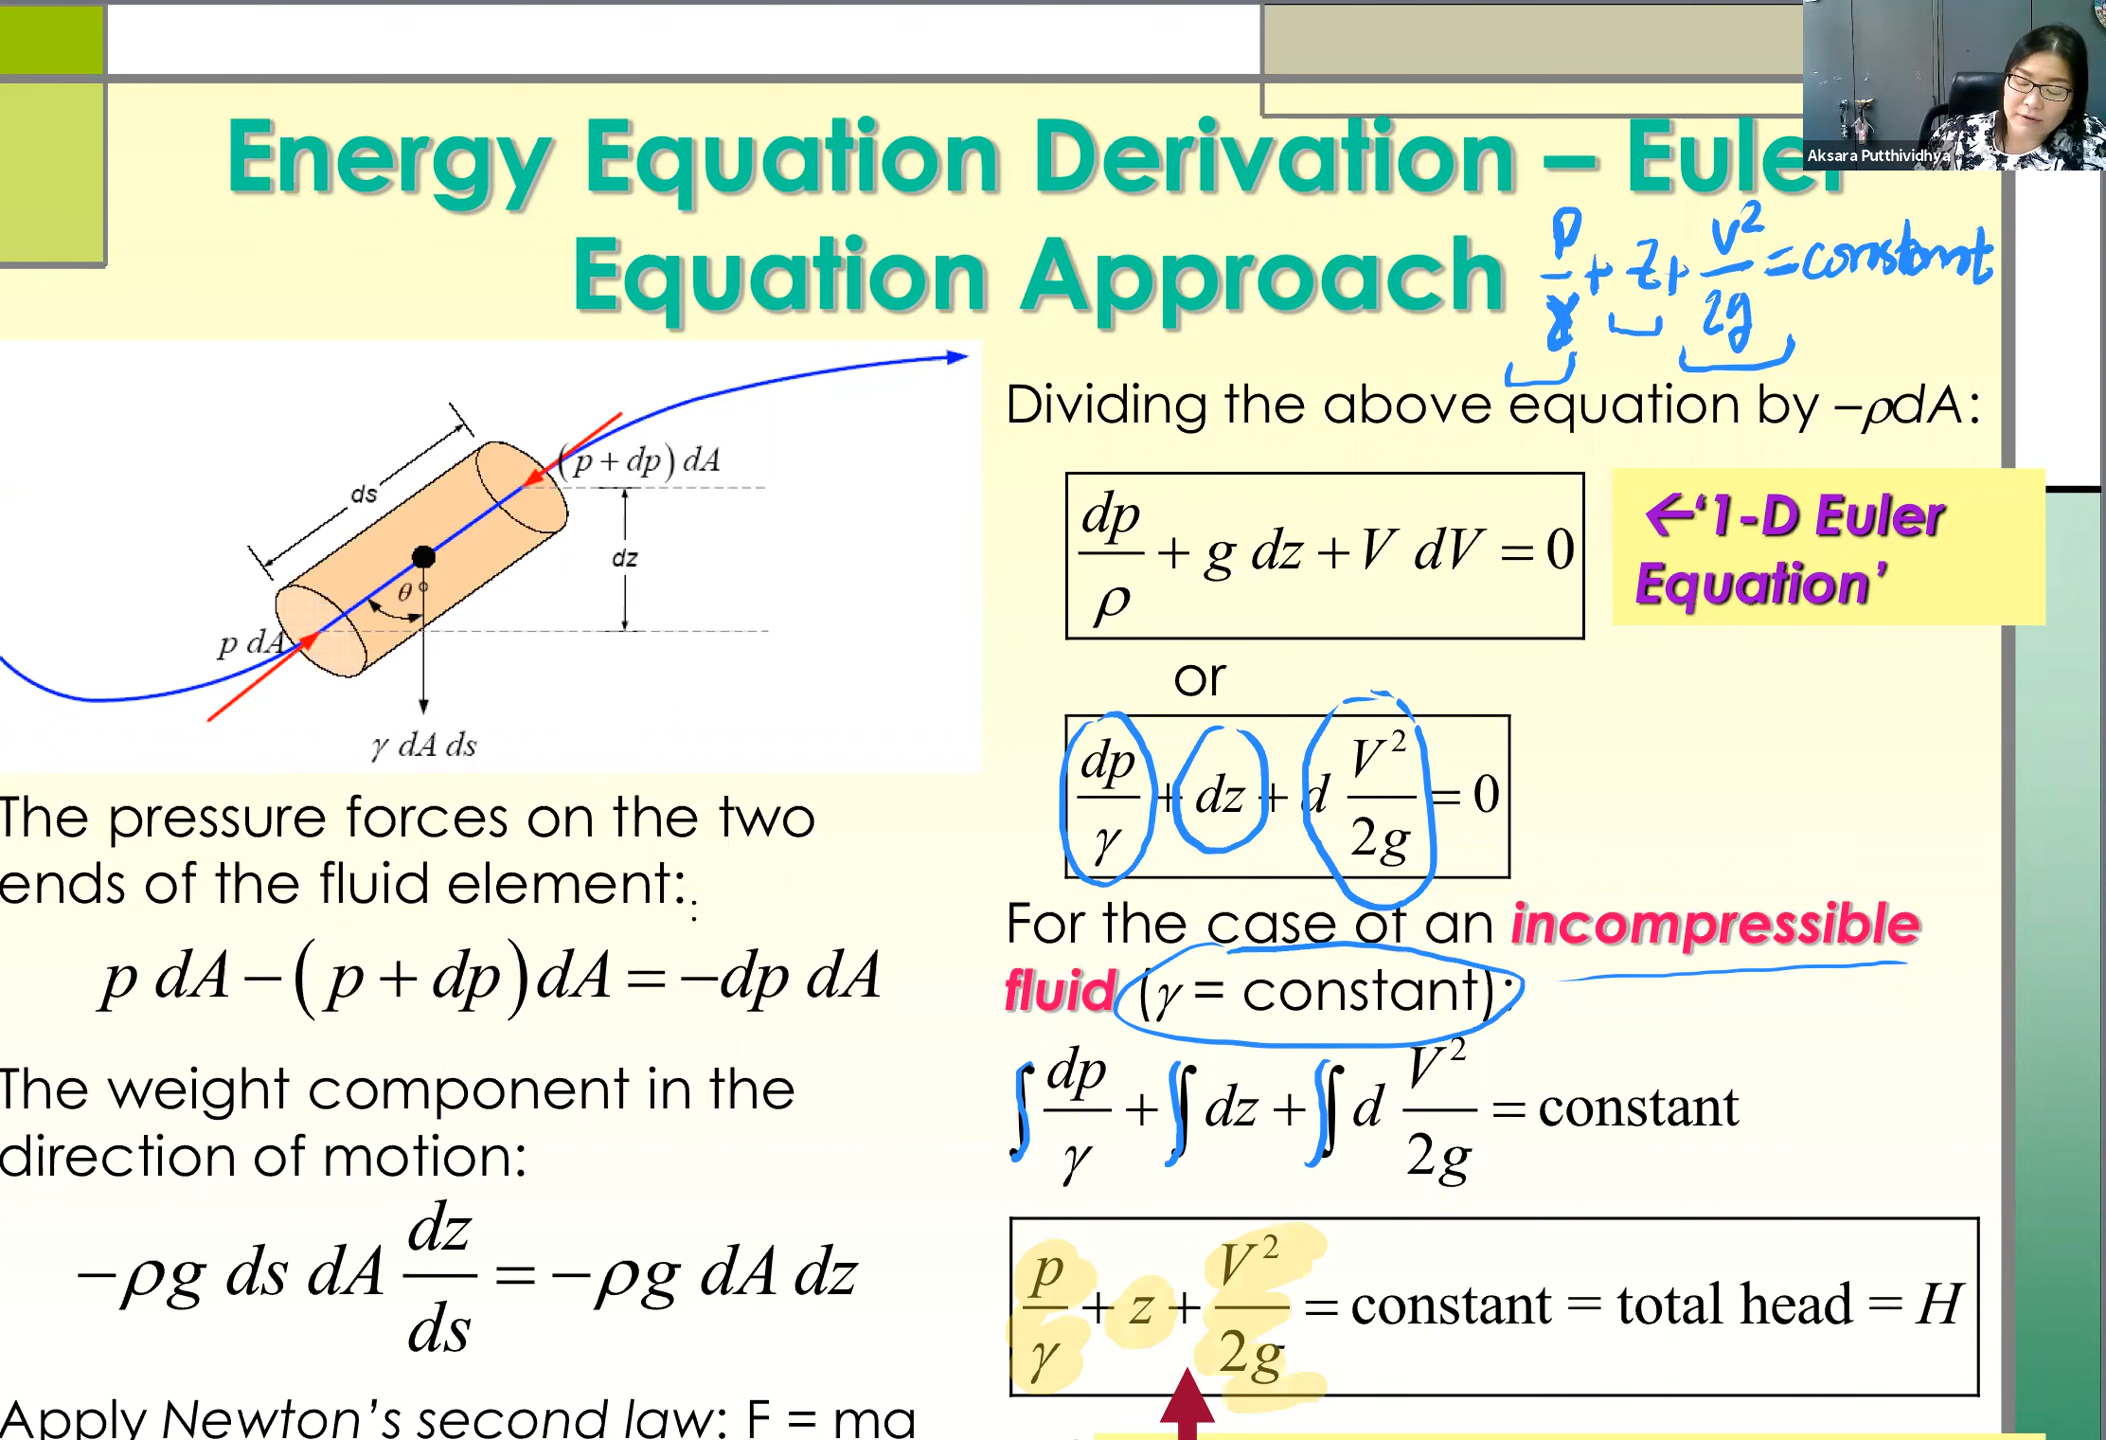 Aksara Putthividhya
Energy Equation Derivation – Euler
Equation Approach
p/γ + z + V²/2g = constant
ds
(p + dp) dA
dz
θ°
p dA
γ dA ds
The pressure forces on the two
ends of the fluid element:
p dA − (p + dp) dA = −dp dA
The weight component in the
direction of motion:
−ρg ds dA dz/ds = −ρg dA dz
Apply Newton's second law: F = ma
Dividing the above equation by –ρdA:
dp/ρ + g dz + V dV = 0
←'1-D Euler
Equation'
or
dp/γ + dz + d V²/2g = 0
For the case of an incompressible
fluid (γ = constant):
∫ dp/γ + ∫ dz + ∫ d V²/2g = constant
p/γ + z + V²/2g = constant = total head = H